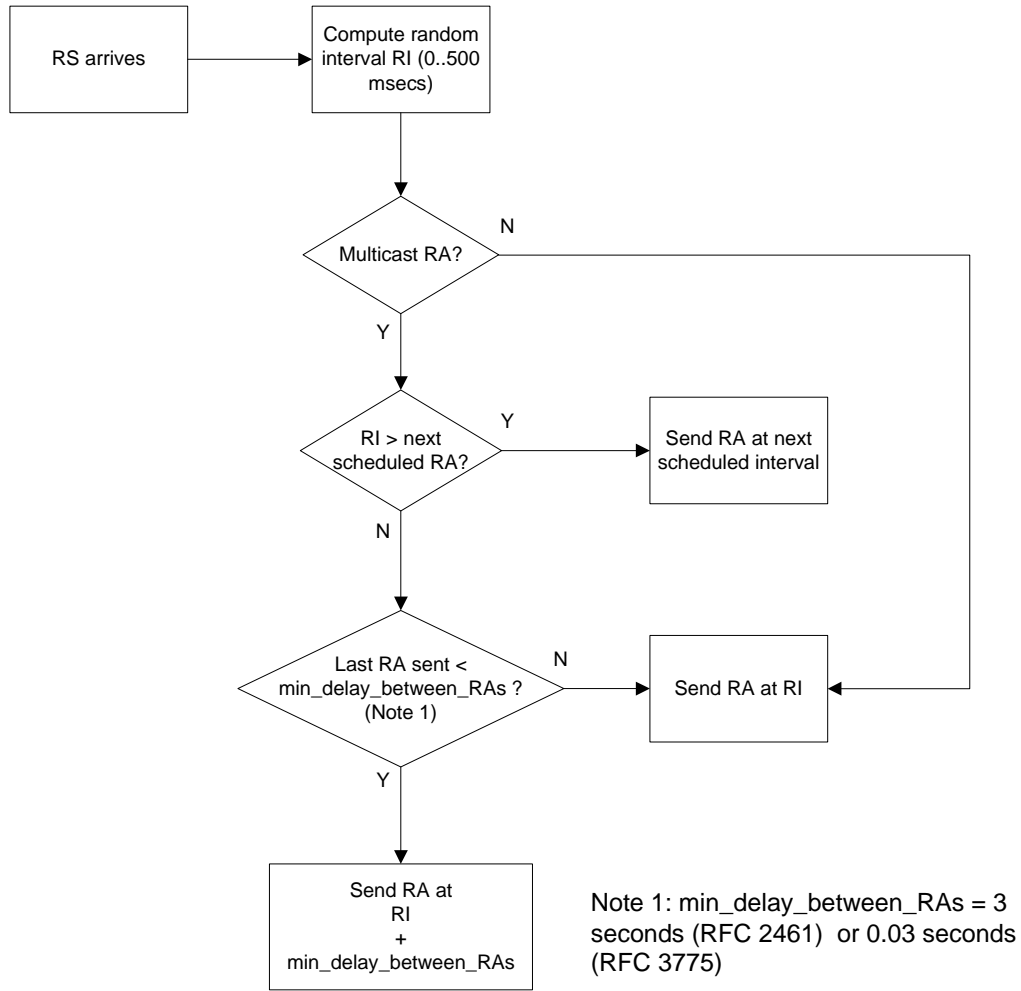 RS arrives
Compute random
interval RI (0..500
msecs)
N
Multicast RA?
Y
RI > next
scheduled RA?
Y
Send RA at next
scheduled interval
N
Last RA sent <
min_delay_between_RAs ?
(Note 1)
N
Send RA at RI
Y
Send RA at
RI
+
min_delay_between_RAs
Note 1: min_delay_between_RAs = 3
seconds (RFC 2461)  or 0.03 seconds
(RFC 3775)